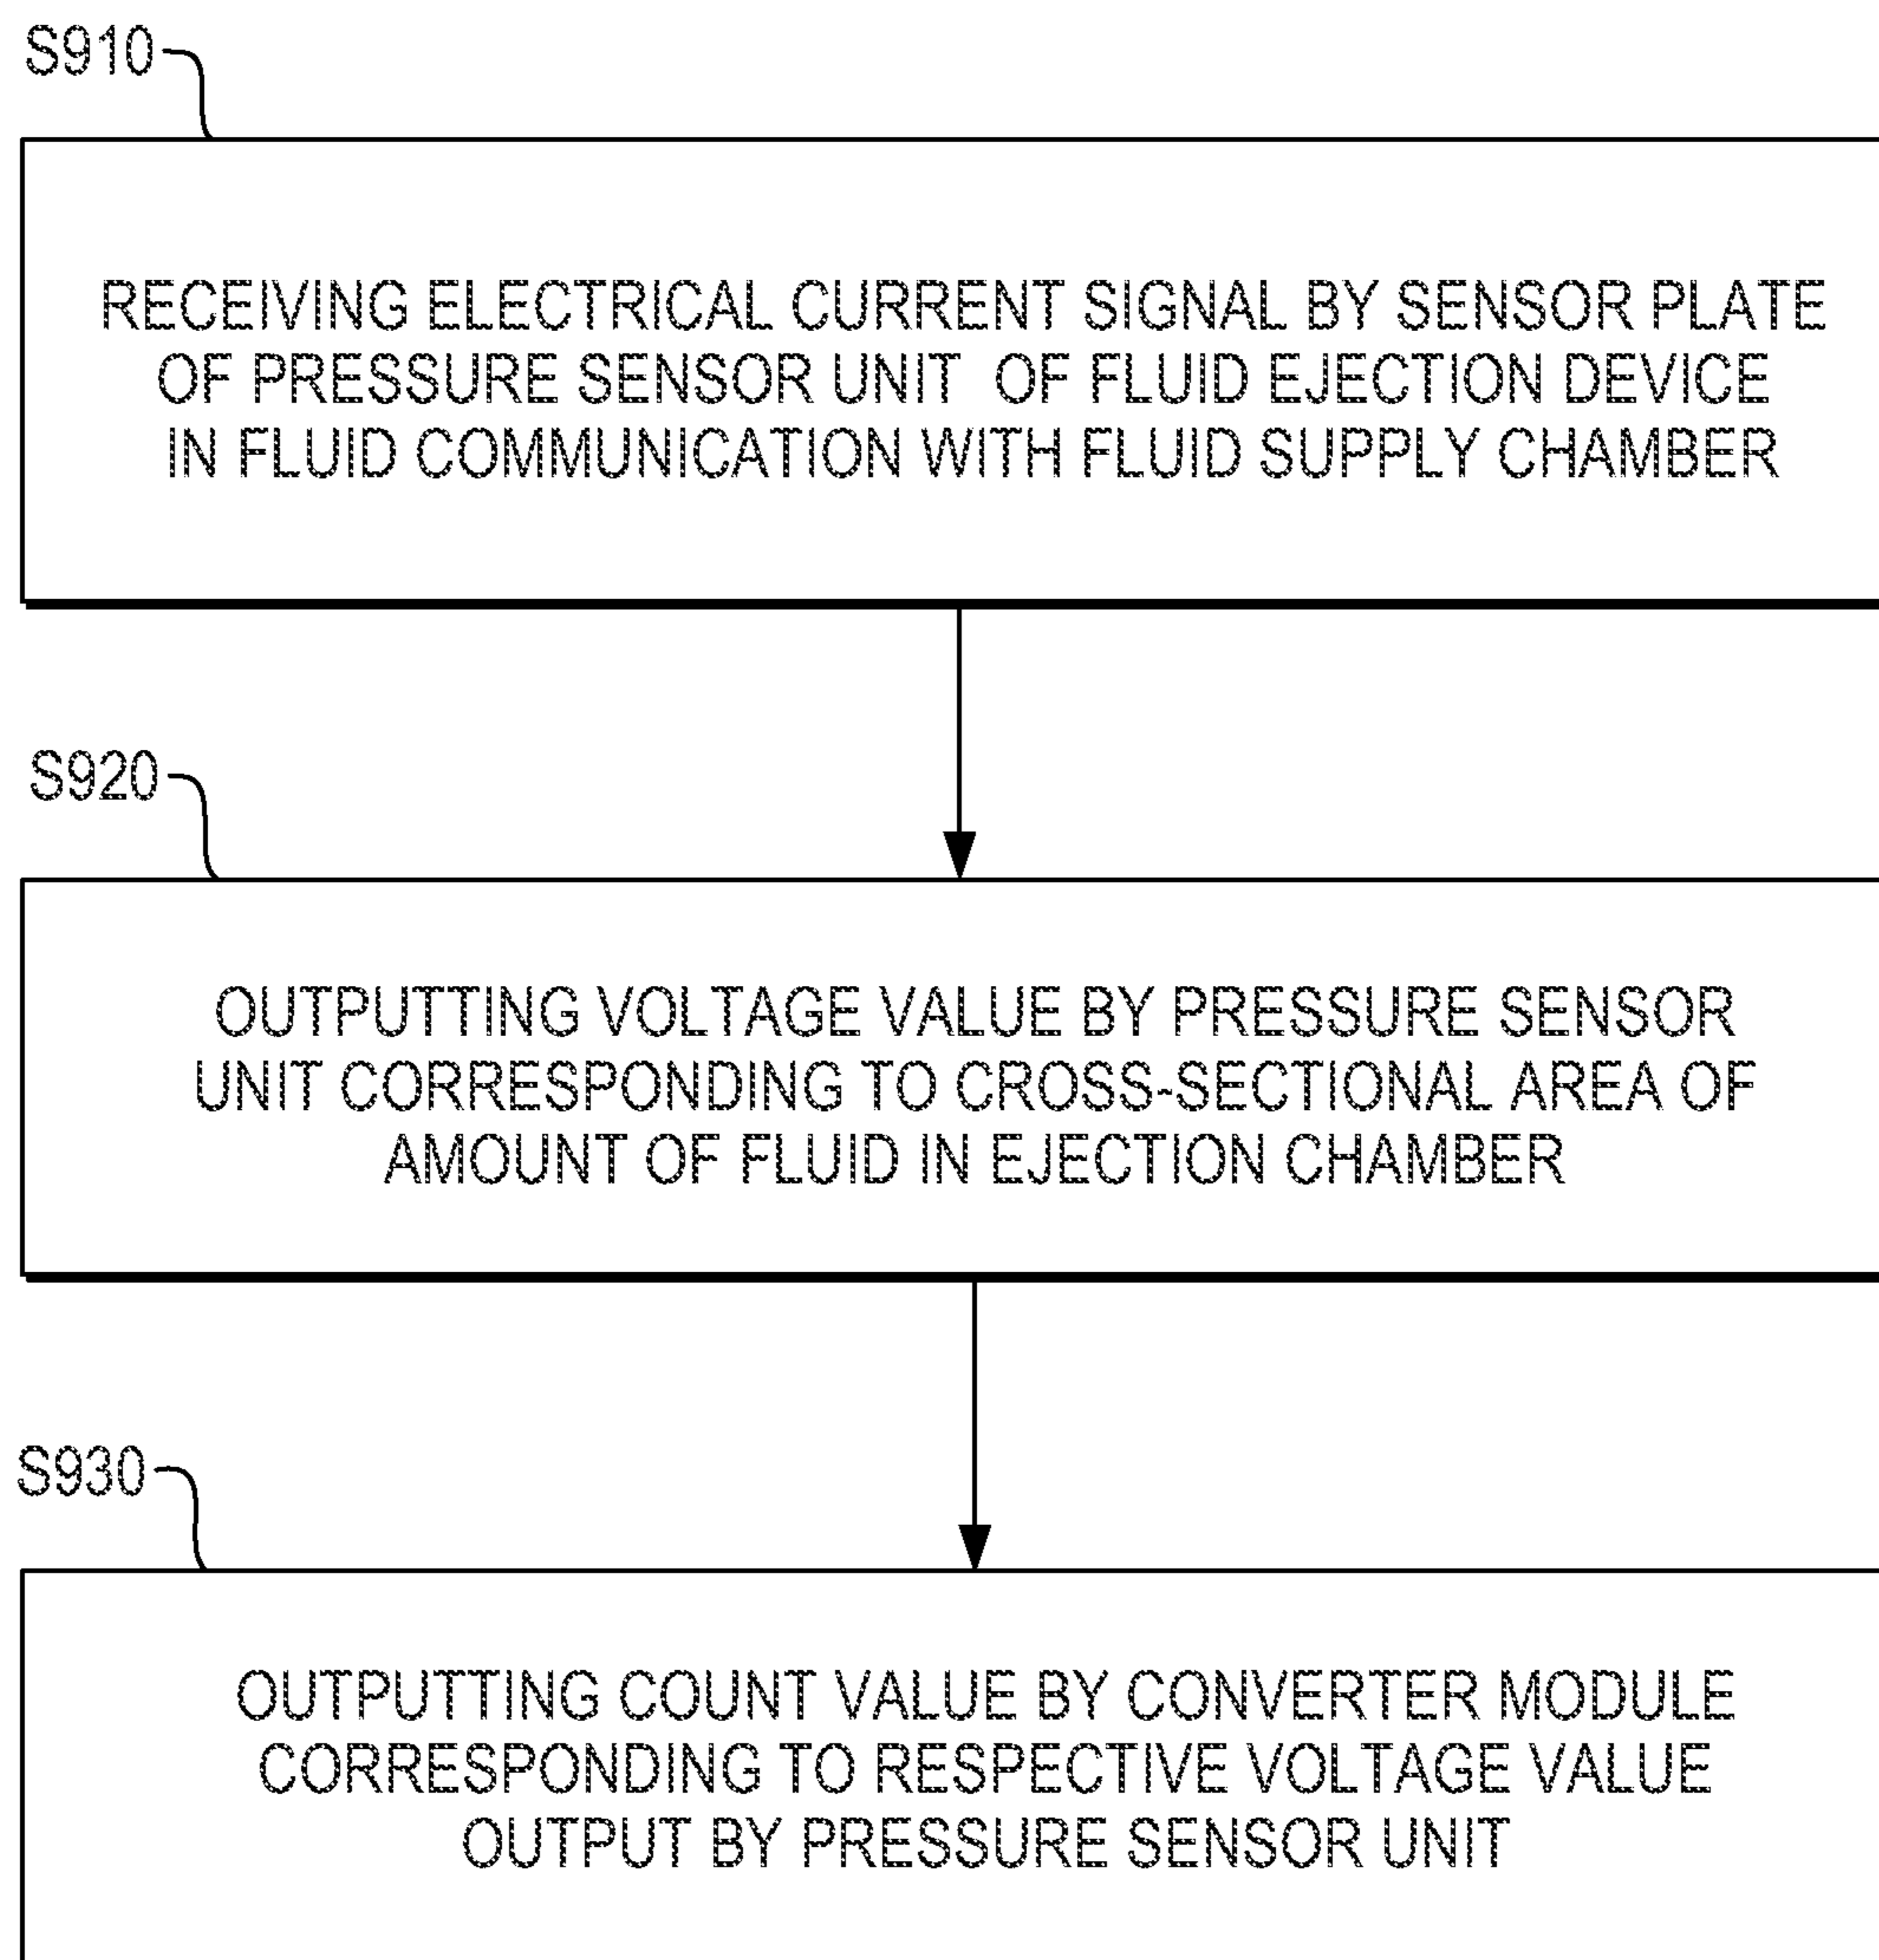 S910
RECEIVING ELECTRICAL CURRENT SIGNAL BY SENSOR PLATE
OF PRESSURE SENSOR UNIT OF FLUID EJECTION DEVICE
IN FLUID COMMUNICATION WITH FLUID SUPPLY CHAMBER
S920
OUTPUTTING VOLTAGE VALUE BY PRESSURE SENSOR
UNIT CORRESPONDING TO CROSS-SECTIONAL AREA OF
AMOUNT OF FLUID IN EJECTION CHAMBER
S930
OUTPUTTING COUNT VALUE BY CONVERTER MODULE
CORRESPONDING TO RESPECTIVE VOLTAGE VALUE
OUTPUT BY PRESSURE SENSOR UNIT